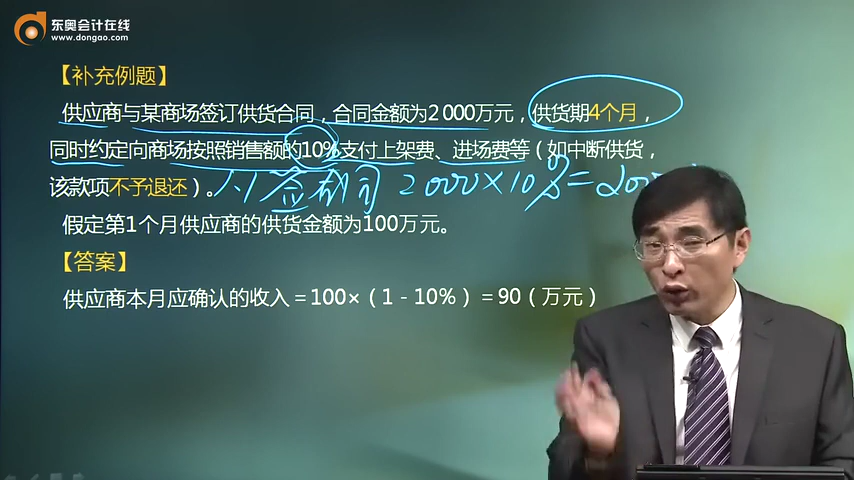 东奥会计在线
www.dongao.com
【补充例题】
供应商与某商场签订供货合同，合同金额为2 000万元，供货期4个月，
同时约定向商场按照销售额的10%支付上架费、进场费等（如中断供货，
该款项不予退还）。
签合同 2000×10%=200
假定第1个月供应商的供货金额为100万元。
【答案】
供应商本月应确认的收入＝100×（1－10%）＝90（万元）